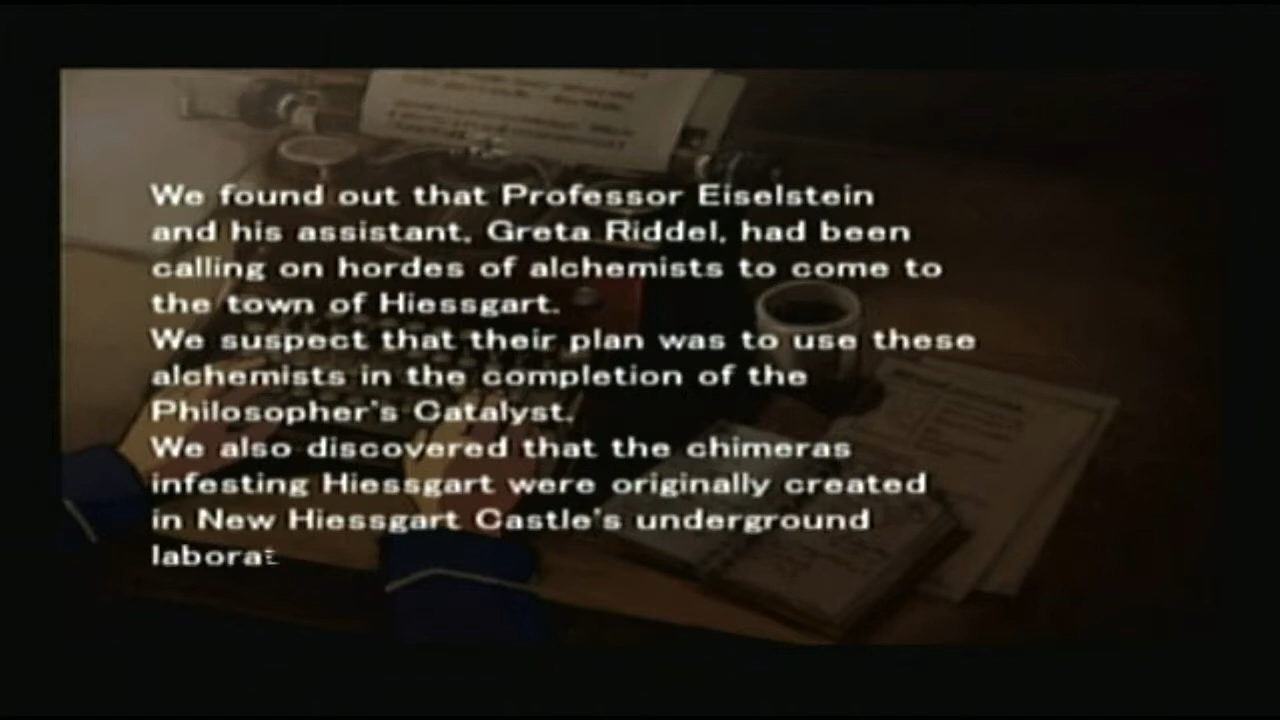 We found out that Professor Eiselstein
and his assistant, Greta Riddel, had been
calling on hordes of alchemists to come to
the town of Hiessgart.
We suspect that their plan was to use these
alchemists in the completion of the
Philosopher's Catalyst.
We also discovered that the chimeras
infesting Hiessgart were originally created
in New Hiessgart Castle's underground
laborat